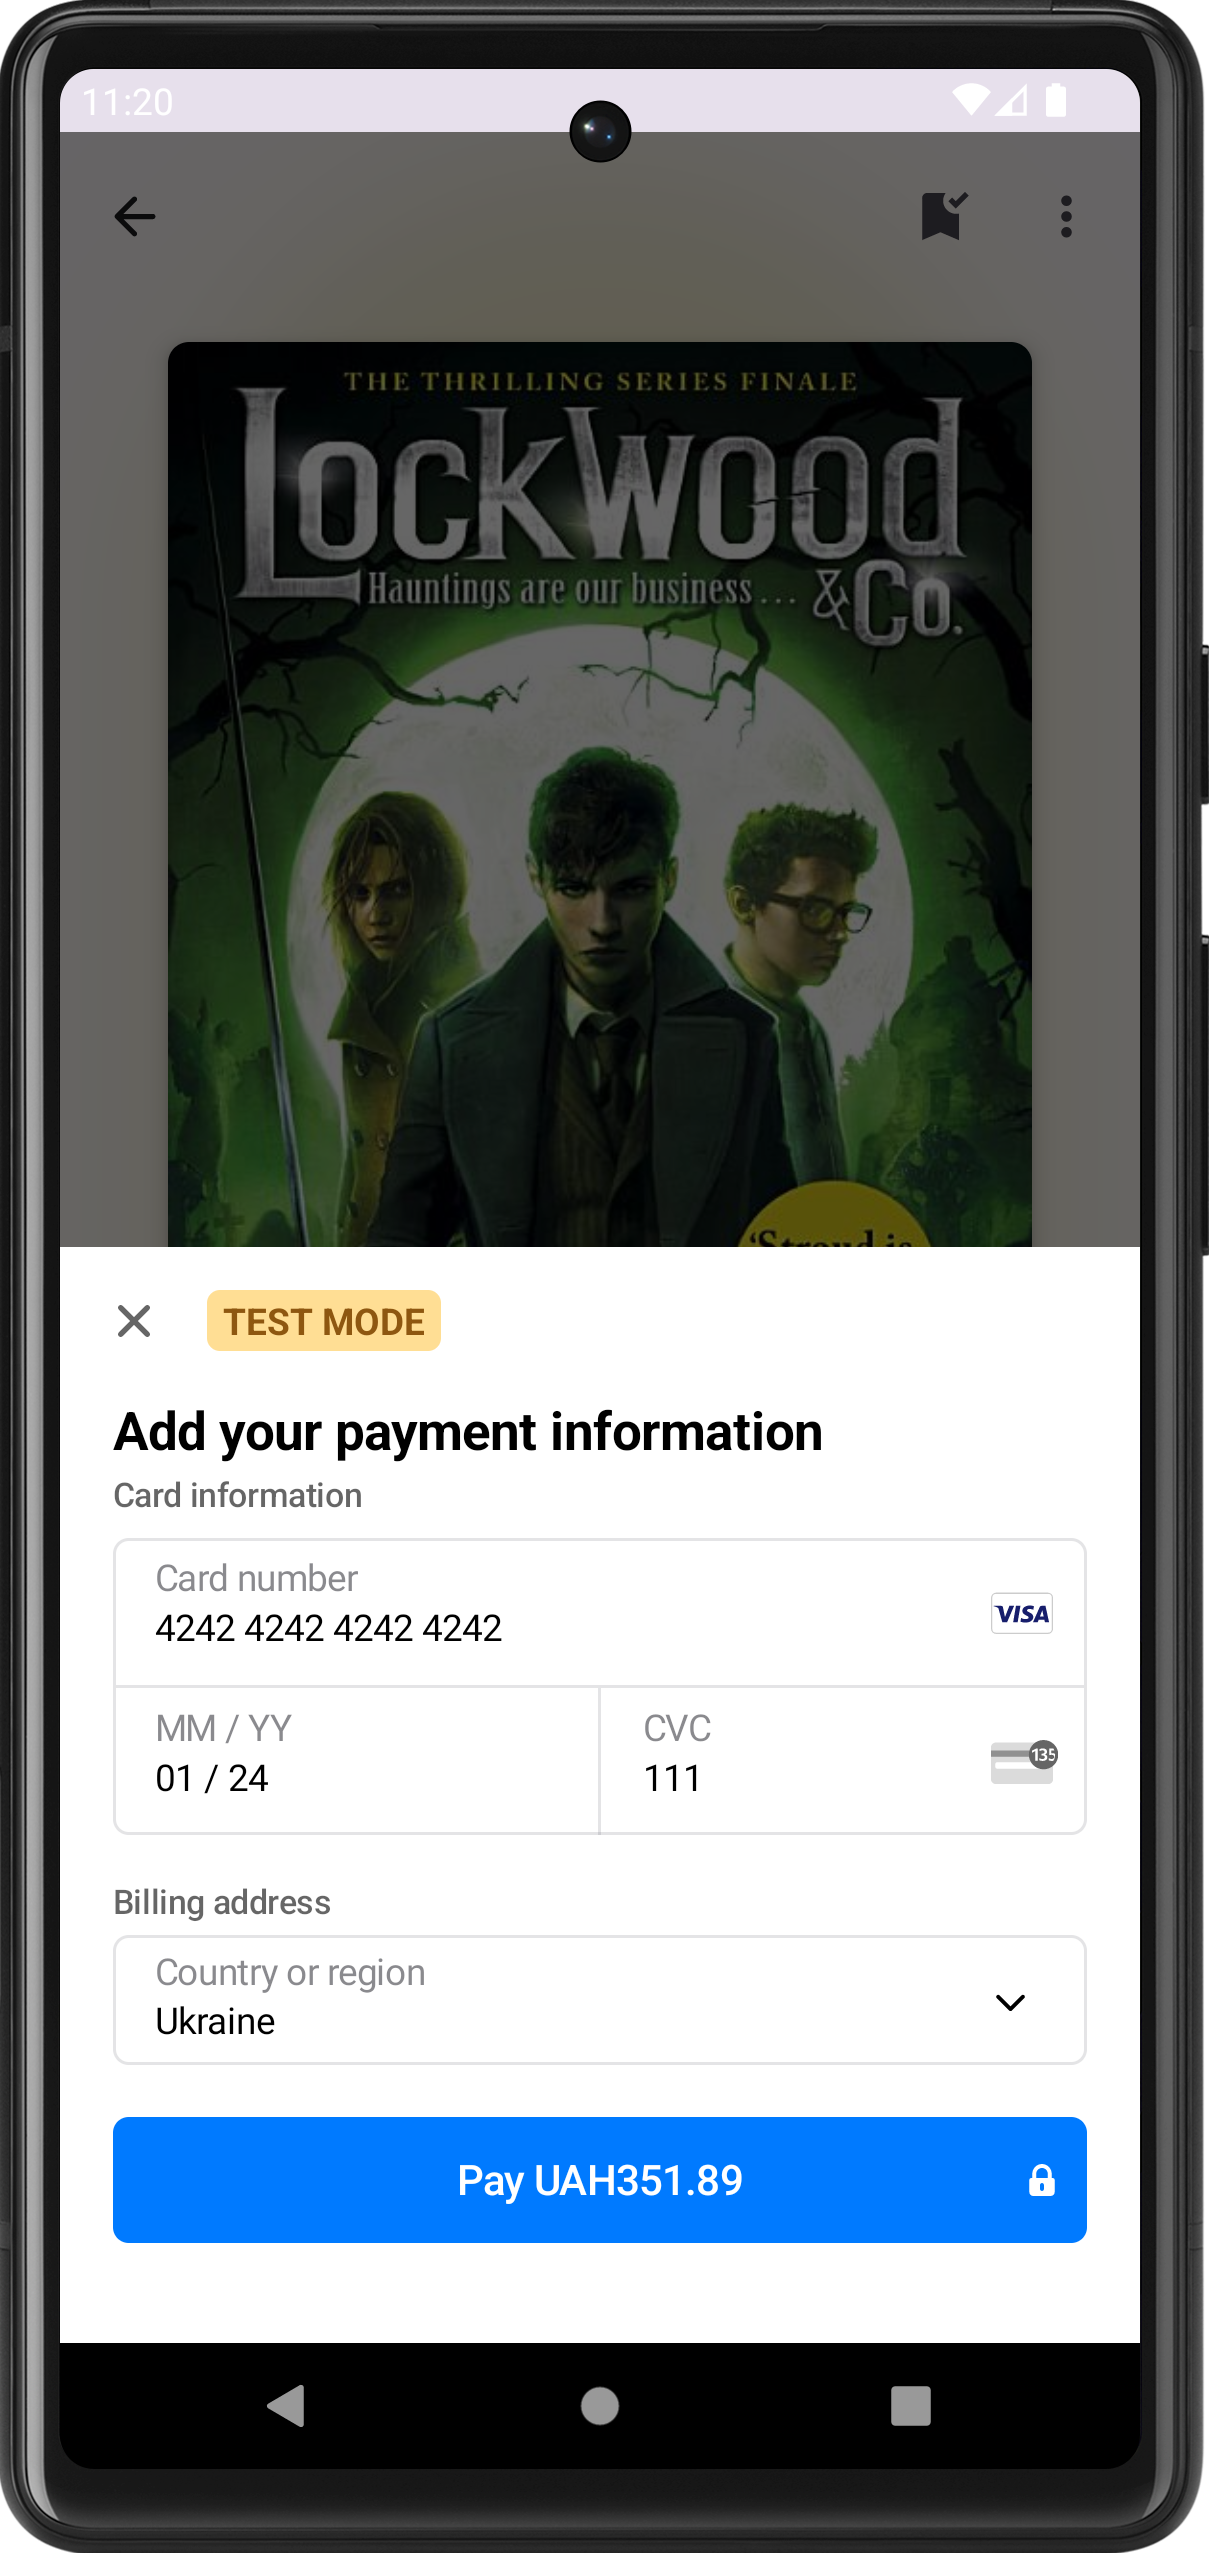 11:20
THE THRILLING SERIES FINALE
Lockwood
Hauntings are our business... & Co.
'Stroud is
TEST MODE
Add your payment information
Card information
Card number
4242 4242 4242 4242
VISA
MM / YY
01 / 24
CVC
111
135
Billing address
Country or region
Ukraine
Pay UAH351.89